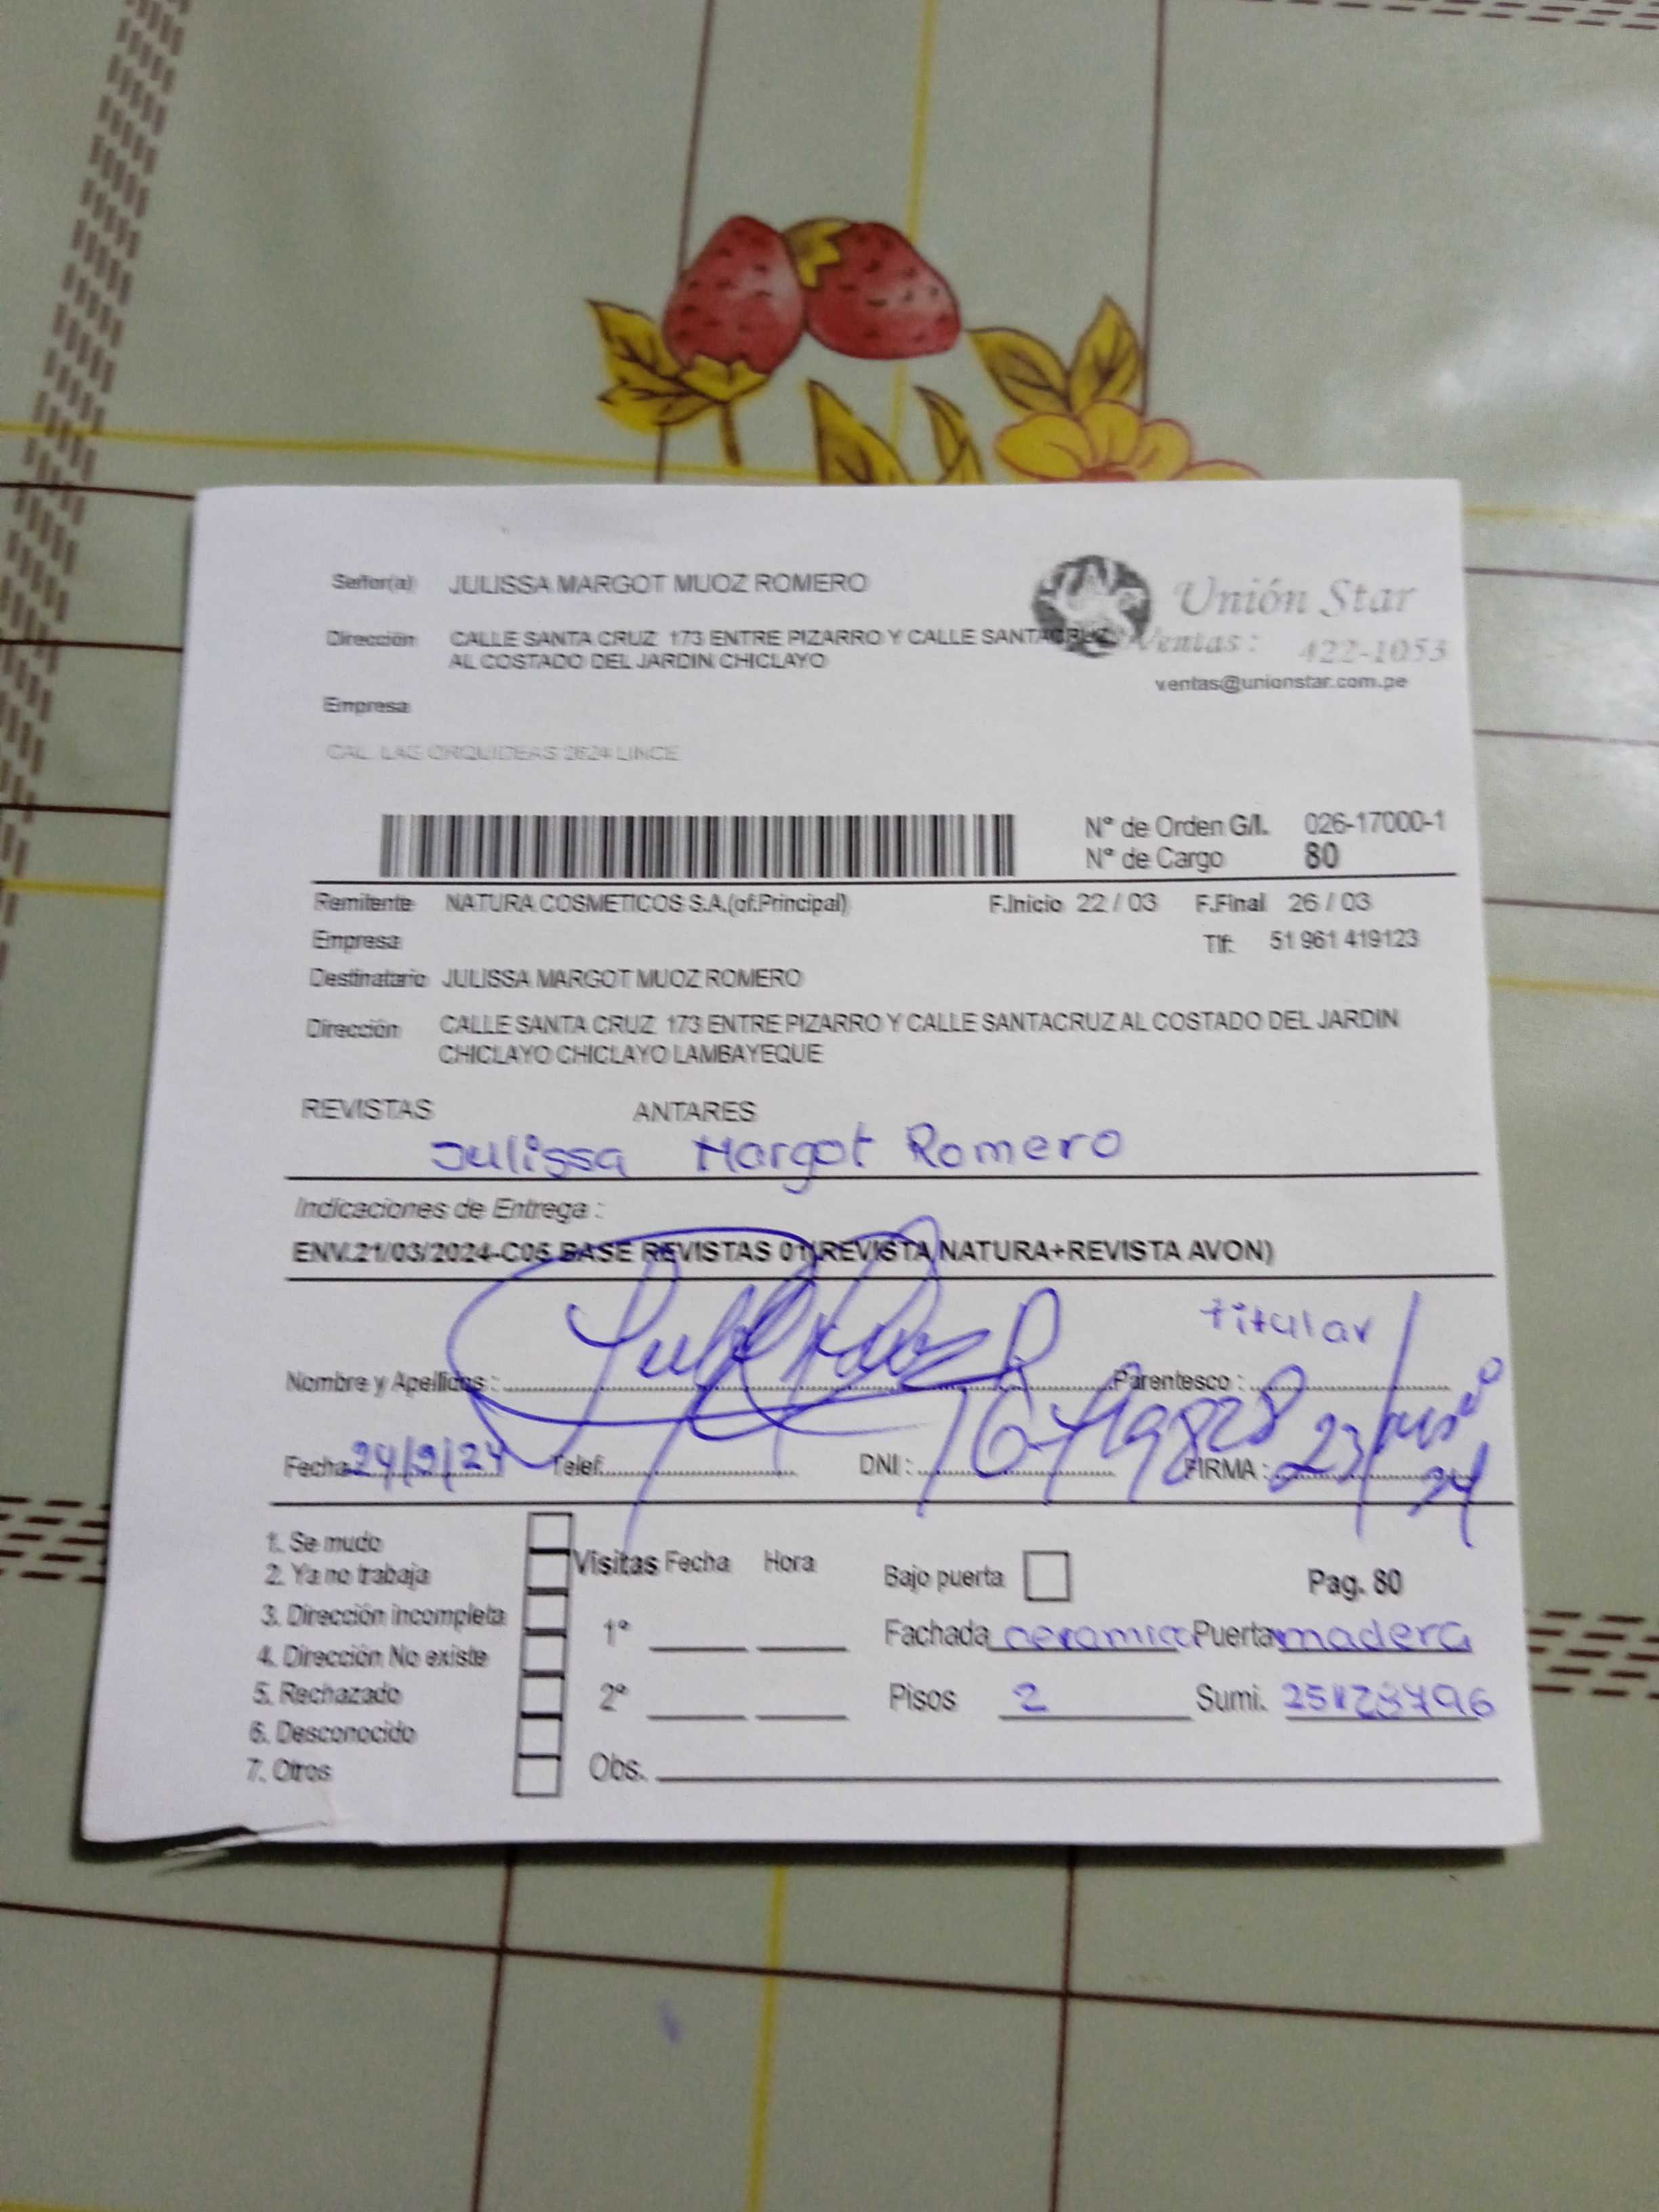 Señor(a) JULISSA MARGOT MUOZ ROMERO
Unión Star
Dirección CALLE SANTA CRUZ 173 ENTRE PIZARRO Y CALLE SANTACRUZ
AL COSTADO DEL JARDIN CHICLAYO
Ventas: 422-1053
ventas@unionstar.com.pe
Empresa
CAL. LAS ORQUIDEAS 2624 LINCE
N° de Orden G/I. 026-17000-1
N° de Cargo 80
Remitente NATURA COSMETICOS S.A.(of.Principal) F.Inicio 22 / 03 F.Final 26 / 03
Empresa Tlf: 51 961 419123
Destinatario JULISSA MARGOT MUOZ ROMERO
Dirección CALLE SANTA CRUZ 173 ENTRE PIZARRO Y CALLE SANTACRUZ AL COSTADO DEL JARDIN
CHICLAYO CHICLAYO LAMBAYEQUE
REVISTAS ANTARES
Julissa Margot Romero
Indicaciones de Entrega :
ENV.21/03/2024-C05 BASE REVISTAS 01(REVISTA NATURA+REVISTA AVON)
titular
Nombre y Apellidos : Parentesco :
Fecha Telef. DNI : FIRMA :
1. Se mudo
2. Ya no trabaja
3. Dirección incompleta
4. Dirección No existe
5. Rechazado
6. Desconocido
7. Otros
Visitas Fecha Hora
1°
2°
Bajo puerta Pag. 80
Fachada ceramico Puerta madera
Pisos 2 Sumi.
Obs.